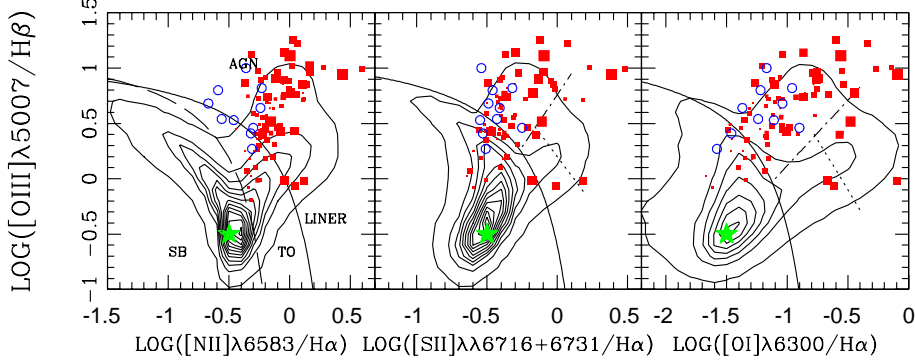 LOG([OIII]λ5007/Hβ)
1.5
1
0.5
0
−0.5
−1
AGN
LINER
SB
TO
-1.5 -1 -0.5 0 0.5
-1 -0.5 0 0.5
-2 -1.5 -1 -0.5 0
LOG([NII]λ6583/Hα)
LOG([SII]λλ6716+6731/Hα)
LOG([OI]λ6300/Hα)